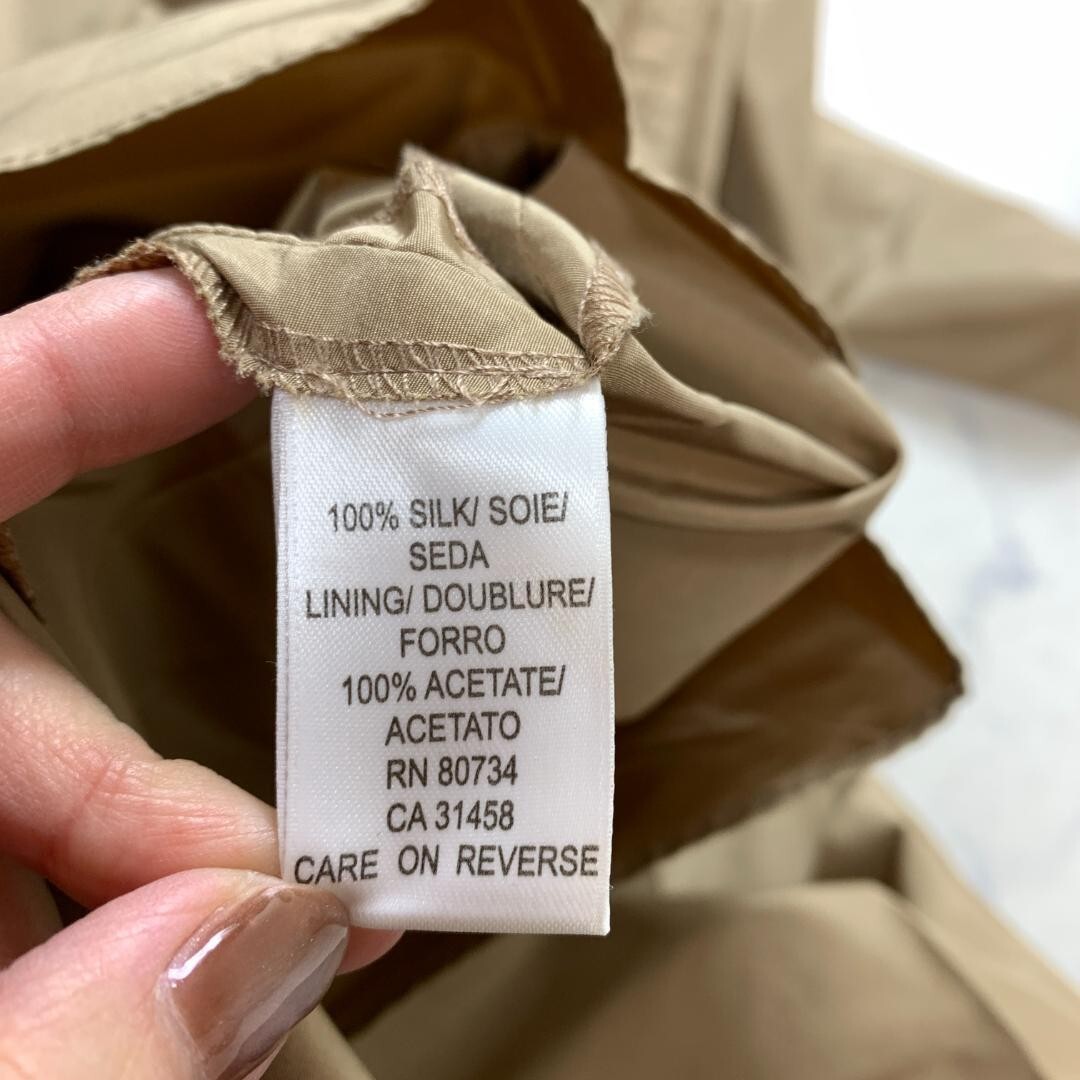 100% SILK/ SOIE/
SEDA
LINING/ DOUBLURE/
FORRO
100% ACETATE/
ACETATO
RN 80734
CA 31458
CARE ON REVERSE